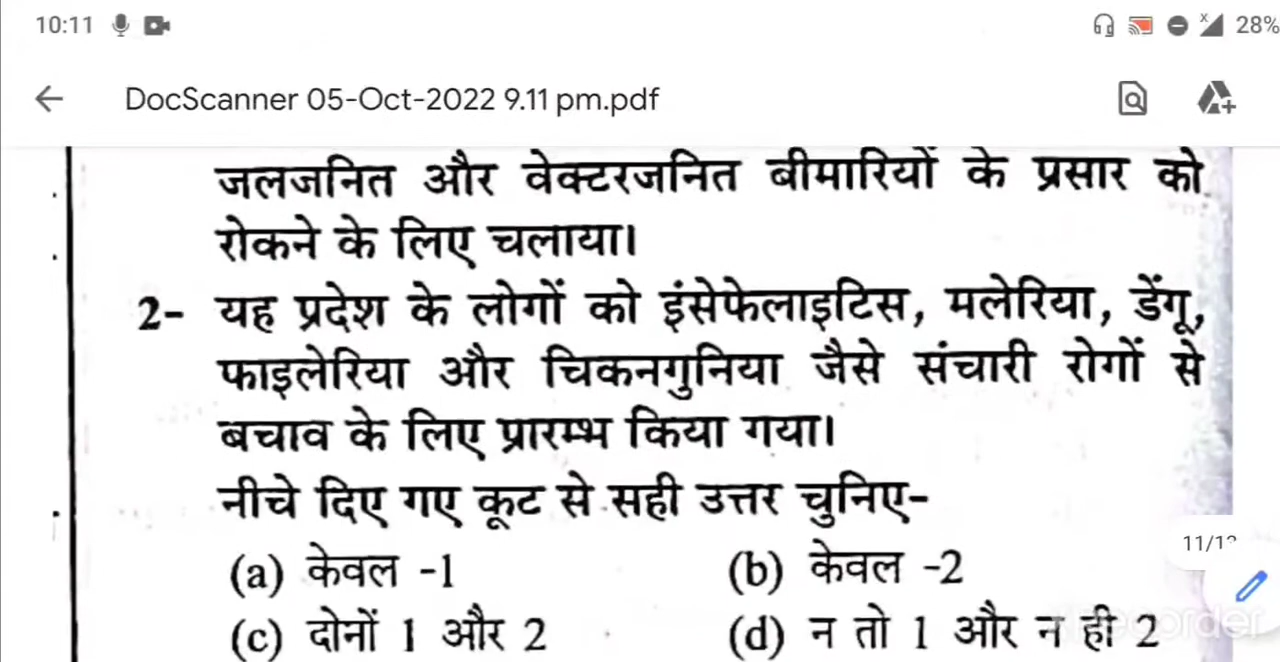 10:11
28%
DocScanner 05-Oct-2022 9.11 pm.pdf
जलजनित और वेक्टरजनित बीमारियों के प्रसार को
रोकने के लिए चलाया।
2- यह प्रदेश के लोगों को इंसेफेलाइटिस, मलेरिया, डेंगू,
फाइलेरिया और चिकनगुनिया जैसे संचारी रोगों से
बचाव के लिए प्रारम्भ किया गया।
नीचे दिए गए कूट से सही उत्तर चुनिए-
11/1
(a) केवल -1 (b) केवल -2
(c) दोनों 1 और 2 (d) न तो 1 और न ही 2